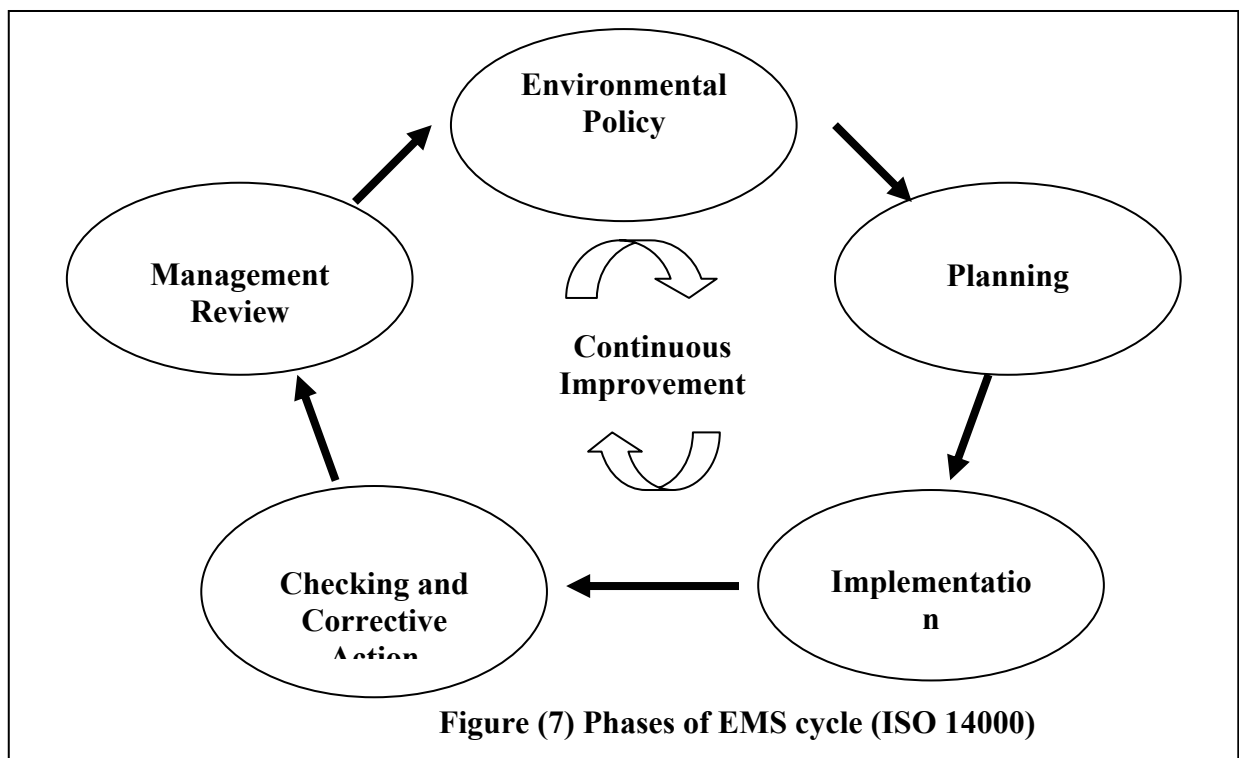 Environmental
Policy
Planning
Implementatio
n
Checking and
Corrective
Action
Management
Review
Continuous
Improvement
Figure (7) Phases of EMS cycle (ISO 14000)